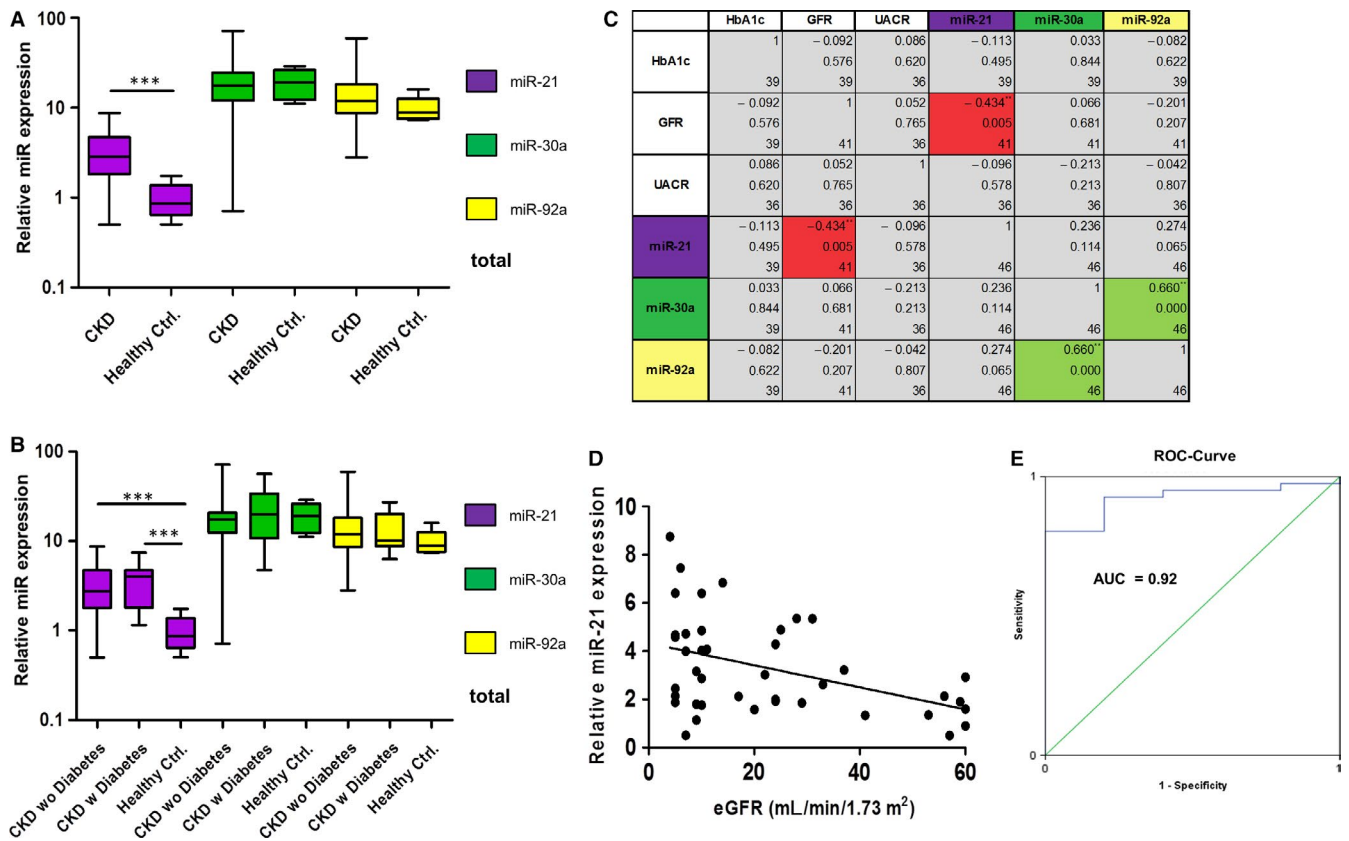 A
Relative miR expression
100
10
1
0.1
***
CKD
Healthy Ctrl.
CKD
Healthy Ctrl.
CKD
Healthy Ctrl.
miR-21
miR-30a
miR-92a
total
B
Relative miR expression
100
10
1
0.1
***
***
CKD wo Diabetes
CKD w Diabetes
Healthy Ctrl.
CKD wo Diabetes
CKD w Diabetes
Healthy Ctrl.
CKD wo Diabetes
CKD w Diabetes
Healthy Ctrl.
miR-21
miR-30a
miR-92a
total
C
HbA1c GFR UACR miR-21 miR-30a miR-92a
1 – 0.092 0.086 – 0.113 0.033 – 0.082
HbA1c 0.576 0.620 0.495 0.844 0.622
39 39 36 39 39 39
– 0.092 1 0.052 – 0.434** 0.066 – 0.201
GFR 0.576 0.765 0.005 0.681 0.207
39 41 36 41 41 41
0.086 0.052 1 – 0.096 – 0.213 – 0.042
UACR 0.620 0.765 0.578 0.213 0.807
36 36 36 36 36 36
– 0.113 –0.434** – 0.096 1 0.236 0.274
miR-21 0.495 0.005 0.578 0.114 0.065
39 41 36 46 46 46
0.033 0.066 – 0.213 0.236 1 0.660**
miR-30a 0.844 0.681 0.213 0.114 0.000
39 41 36 46 46 46
– 0.082 –0.201 – 0.042 0.274 0.660** 1
miR-92a 0.622 0.207 0.807 0.065 0.000
39 41 36 46 46 46
D
Relative miR-21 expression
10
8
6
4
2
0
0 20 40 60
eGFR (mL/min/1.73 m²)
E
ROC-Curve
1
Sensitivity
AUC = 0.92
0
0 1
1 - Specificity